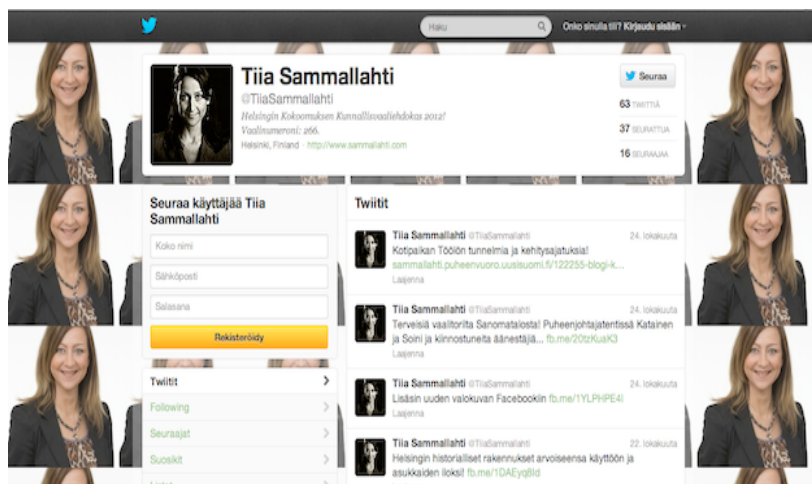 Haku
Onko sinulla tili? Kirjaudu sisään
Tiia Sammallahti
@TiiaSammallahti
Helsingin Kokoomuksen Kunnallisvaaliehdokas 2012!
Vaalinumeroni: 266.
Helsinki, Finland · http://www.sammallahti.com
Seuraa
63 TWIITTIÄ
37 SEURATTUA
16 SEURAAJAA
Seuraa käyttäjää Tiia
Sammallahti
Koko nimi
Sähköposti
Salasana
Rekisteröidy
Twiitit
Following
Seuraajat
Suosikit
Twiitit
Tiia Sammallahti @TiiaSammallahti 24. lokakuuta
Kotipaikan Töölön tunnelmia ja kehitysajatuksia!
sammallahti.puheenvuoro.uusisuomi.fi/122255-blogi-k...
Laajenna
Tiia Sammallahti @TiiaSammallahti 24. lokakuuta
Terveisiä vaalitorilta Sanomatalosta! Puheenjohtajatentissä Katainen
ja Soini ja kiinnostuneita äänestäjiä... fb.me/20tzKuaK3
Laajenna
Tiia Sammallahti @TiiaSammallahti 24. lokakuuta
Lisäsin uuden valokuvan Facebookiin fb.me/1YLPHPE4I
Laajenna
Tiia Sammallahti @TiiaSammallahti 22. lokakuuta
Helsingin historialliset rakennukset arvoiseensa käyttöön ja
asukkaiden iloksi! fb.me/1DAEyq8ld